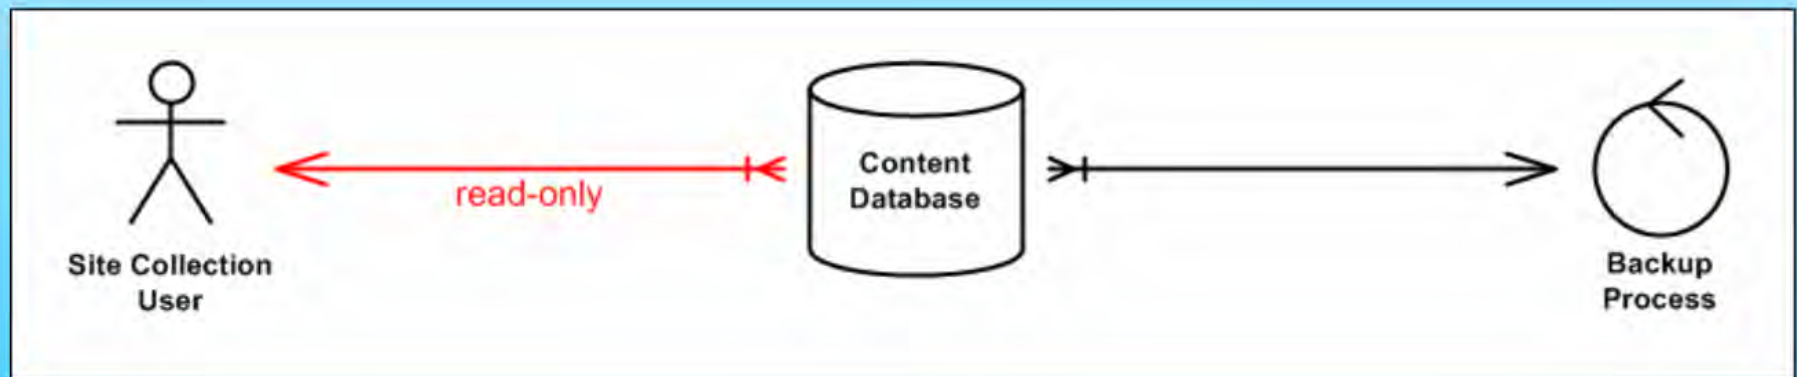 Content
Database
read-only
Site Collection
User
Backup
Process